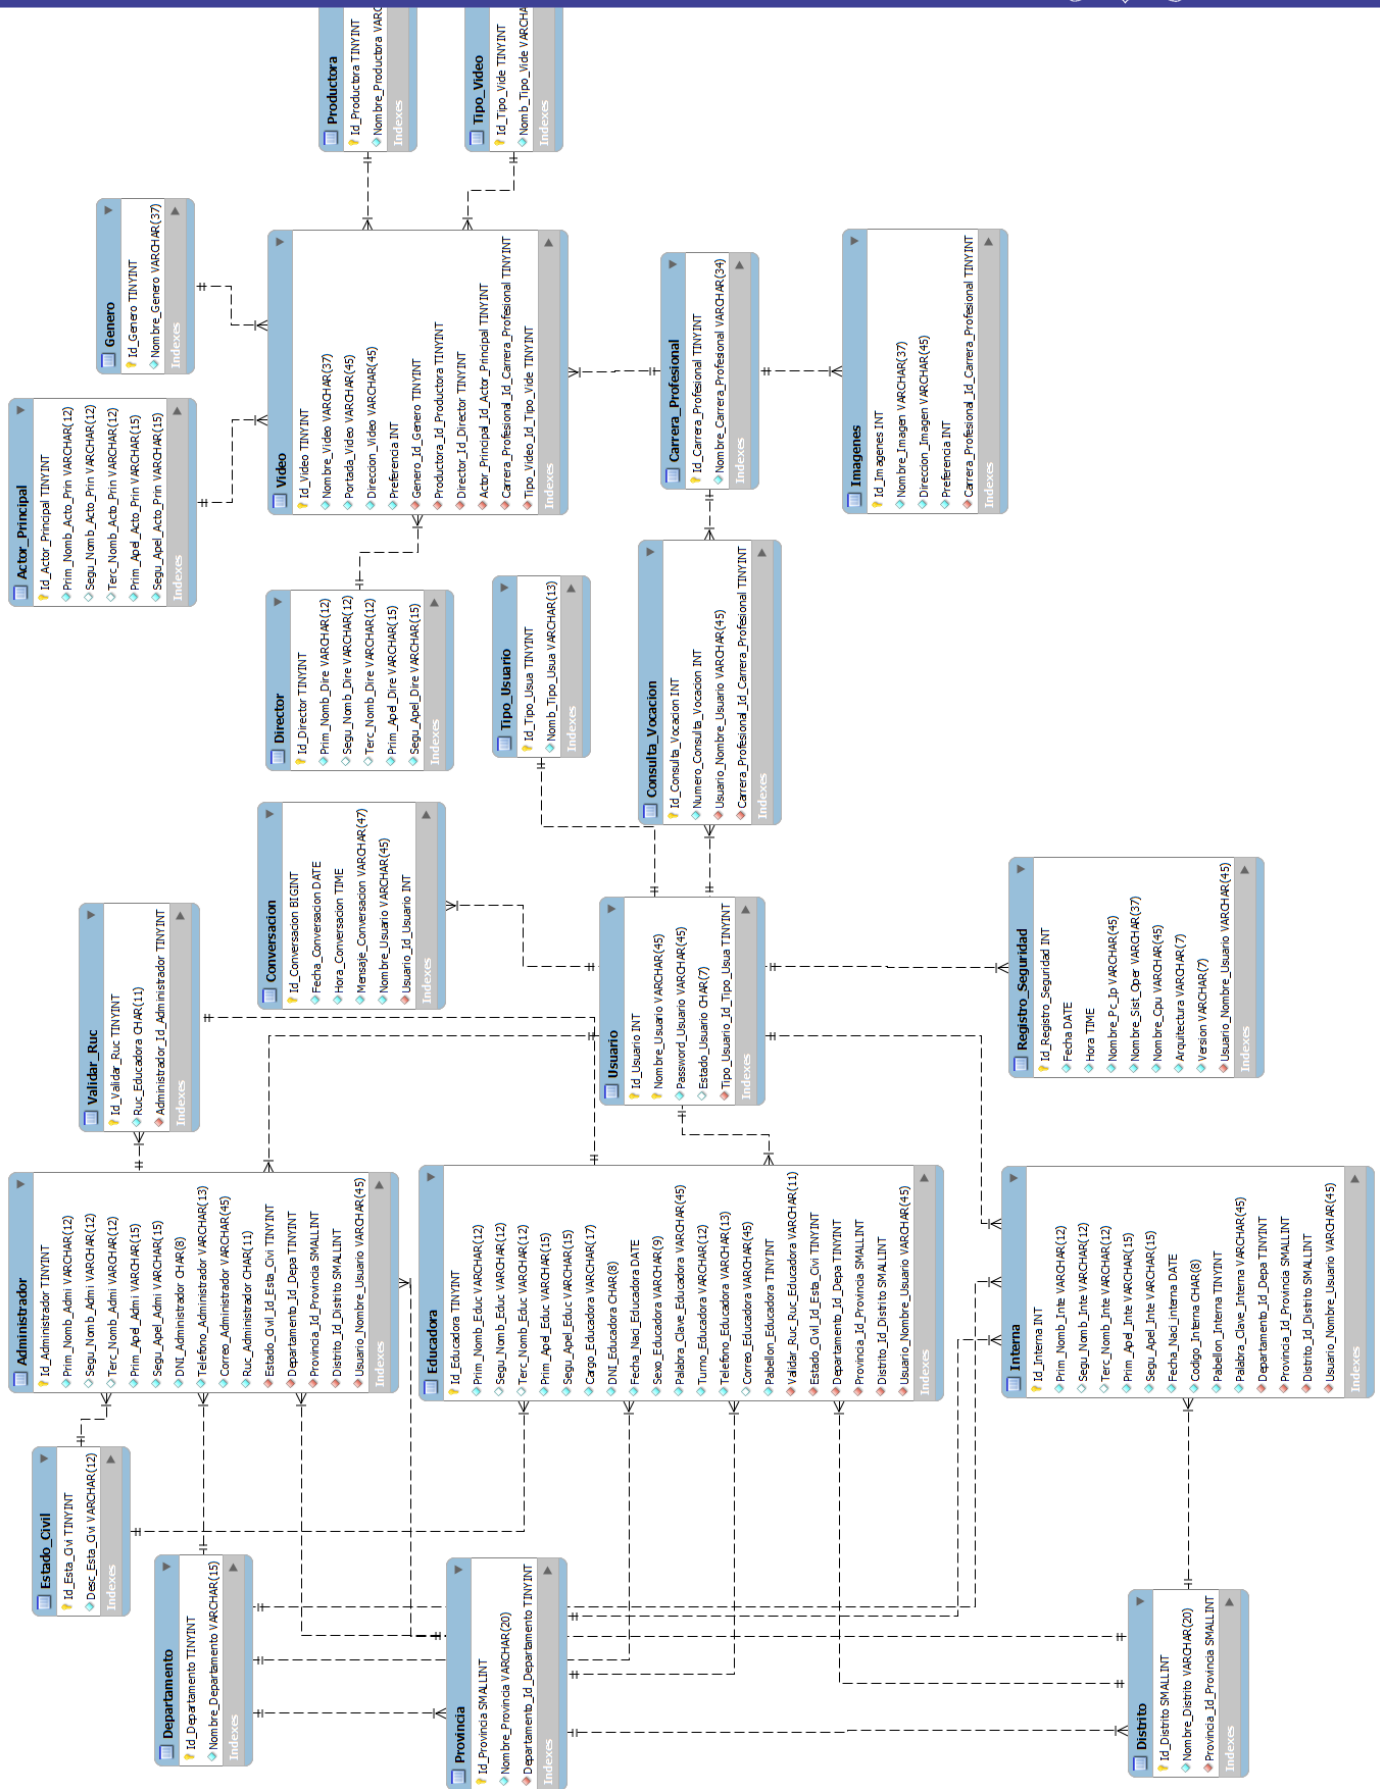 Administrador
Id_Administrador TINYINT
Prim_Nomb_Admi VARCHAR(12)
Segu_Nomb_Admi VARCHAR(12)
Terc_Nomb_Admi VARCHAR(12)
Prim_Apel_Admi VARCHAR(15)
Segu_Apel_Admi VARCHAR(15)
DNI_Administrador CHAR(8)
Telefono_Administrador VARCHAR(13)
Correo_Administrador VARCHAR(45)
Ruc_Administrador CHAR(11)
Estado_Civil_Id_Esta_Civi TINYINT
Departamento_Id_Depa TINYINT
Provincia_Id_Provincia SMALLINT
Distrito_Id_Distrito SMALLINT
Usuario_Nombre_Usuario VARCHAR(45)
Indexes
Actor_Principal
Id_Actor_Principal TINYINT
Prim_Nomb_Acto_Prin VARCHAR(12)
Segu_Nomb_Acto_Prin VARCHAR(12)
Terc_Nomb_Acto_Prin VARCHAR(12)
Prim_Apel_Acto_Prin VARCHAR(15)
Segu_Apel_Acto_Prin VARCHAR(15)
Indexes
Estado_Civil
Id_Esta_Civi TINYINT
Desc_Esta_Civi VARCHAR(12)
Indexes
Validar_Ruc
Id_Validar_Ruc TINYINT
Ruc_Educadora CHAR(11)
Administrador_Id_Administrador TINYINT
Indexes
Genero
Id_Genero TINYINT
Nombre_Genero VARCHAR(37)
Indexes
Departamento
Id_Departamento TINYINT
Nombre_Departamento VARCHAR(15)
Indexes
Conversacion
Id_Conversacion BIGINT
Fecha_Conversacion DATE
Hora_Conversacion TIME
Mensaje_Conversacion VARCHAR(47)
Nombre_Usuario VARCHAR(45)
Usuario_Id_Usuario INT
Indexes
Director
Id_Director TINYINT
Prim_Nomb_Dire VARCHAR(12)
Segu_Nomb_Dire VARCHAR(12)
Terc_Nomb_Dire VARCHAR(12)
Prim_Apel_Dire VARCHAR(15)
Segu_Apel_Dire VARCHAR(15)
Indexes
Video
Id_Video TINYINT
Nombre_Video VARCHAR(37)
Portada_Video VARCHAR(45)
Direccion_Video VARCHAR(45)
Preferencia INT
Genero_Id_Genero TINYINT
Productora_Id_Productora TINYINT
Director_Id_Director TINYINT
Actor_Principal_Id_Actor_Principal TINYINT
Carrera_Profesional_Id_Carrera_Profesional TINYINT
Tipo_Video_Id_Tipo_Vide TINYINT
Indexes
Productora
Id_Productora TINYINT
Nombre_Productora
Indexes
Educadora
Id_Educadora TINYINT
Prim_Nomb_Educ VARCHAR(12)
Segu_Nomb_Educ VARCHAR(12)
Terc_Nomb_Educ VARCHAR(12)
Prim_Apel_Educ VARCHAR(15)
Segu_Apel_Educ VARCHAR(15)
Cargo_Educadora VARCHAR(17)
DNI_Educadora CHAR(8)
Fecha_Naci_Educadora DATE
Sexo_Educadora VARCHAR(9)
Palabra_Clave_Educadora VARCHAR(45)
Turno_Educadora VARCHAR(12)
Telefono_Educadora VARCHAR(13)
Correo_Educadora VARCHAR(45)
Pabellon_Educadora TINYINT
Validar_Ruc_Ruc_Educadora VARCHAR(11)
Estado_Civil_Id_Esta_Civi TINYINT
Departamento_Id_Depa TINYINT
Provincia_Id_Provincia SMALLINT
Distrito_Id_Distrito SMALLINT
Usuario_Nombre_Usuario VARCHAR(45)
Indexes
Provincia
Id_Provincia SMALLINT
Nombre_Provincia VARCHAR(20)
Departamento_Id_Departamento TINYINT
Indexes
Tipo_Video
Id_Tipo_Vide TINYINT
Nomb_Tipo_Vide
Indexes
Tipo_Usuario
Id_Tipo_Usua TINYINT
Nomb_Tipo_Usua VARCHAR(13)
Indexes
Usuario
Id_Usuario INT
Nombre_Usuario VARCHAR(45)
Password_Usuario VARCHAR(45)
Estado_Usuario CHAR(7)
Tipo_Usuario_Id_Tipo_Usua TINYINT
Indexes
Consulta_Vocacion
Id_Consulta_Vocacion INT
Numero_Consulta_Vocacion INT
Usuario_Nombre_Usuario VARCHAR(45)
Carrera_Profesional_Id_Carrera_Profesional TINYINT
Indexes
Carrera_Profesional
Id_Carrera_Profesional TINYINT
Nombre_Carrera_Profesional VARCHAR(34)
Indexes
Imagenes
Id_Imagenes INT
Nombre_Imagen VARCHAR(37)
Direccion_Imagen VARCHAR(45)
Preferencia INT
Carrera_Profesional_Id_Carrera_Profesional TINYINT
Indexes
Interna
Id_Interna INT
Prim_Nomb_Inte VARCHAR(12)
Segu_Nomb_Inte VARCHAR(12)
Terc_Nomb_Inte VARCHAR(12)
Prim_Apel_Inte VARCHAR(15)
Segu_Apel_Inte VARCHAR(15)
Fecha_Naci_interna DATE
Codigo_Interna CHAR(8)
Pabellon_Interna TINYINT
Palabra_Clave_Interna VARCHAR(45)
Departamento_Id_Depa TINYINT
Provincia_Id_Provincia SMALLINT
Distrito_Id_Distrito SMALLINT
Usuario_Nombre_Usuario VARCHAR(45)
Indexes
Registro_Seguridad
Id_Registro_Seguridad INT
Fecha DATE
Hora TIME
Nombre_Pc_Ip VARCHAR(45)
Nombre_Sist_Oper VARCHAR(37)
Nombre_Cpu VARCHAR(45)
Arquitectura VARCHAR(7)
Version VARCHAR(7)
Usuario_Nombre_Usuario VARCHAR(45)
Indexes
Distrito
Id_Distrito SMALLINT
Nombre_Distrito VARCHAR(20)
Provincia_Id_Provincia SMALLINT
Indexes